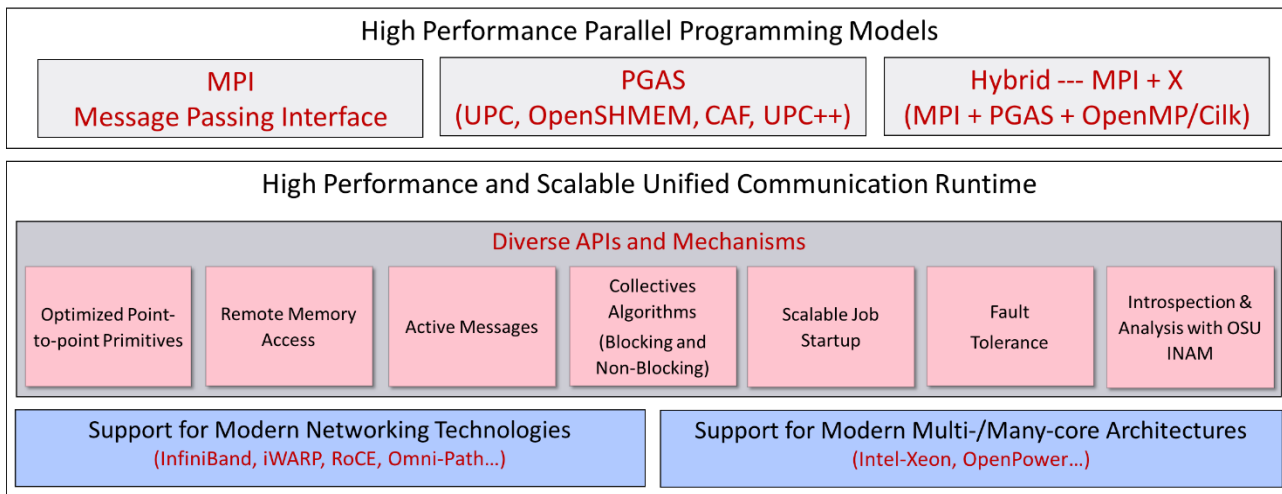 High Performance Parallel Programming Models
MPI
Message Passing Interface
PGAS
(UPC, OpenSHMEM, CAF, UPC++)
Hybrid --- MPI + X
(MPI + PGAS + OpenMP/Cilk)
High Performance and Scalable Unified Communication Runtime
Diverse APIs and Mechanisms
Optimized Point-
to-point Primitives
Remote Memory
Access
Active Messages
Collectives
Algorithms
(Blocking and
Non-Blocking)
Scalable Job
Startup
Fault
Tolerance
Introspection &
Analysis with OSU
INAM
Support for Modern Networking Technologies
(InfiniBand, iWARP, RoCE, Omni-Path...)
Support for Modern Multi-/Many-core Architectures
(Intel-Xeon, OpenPower...)